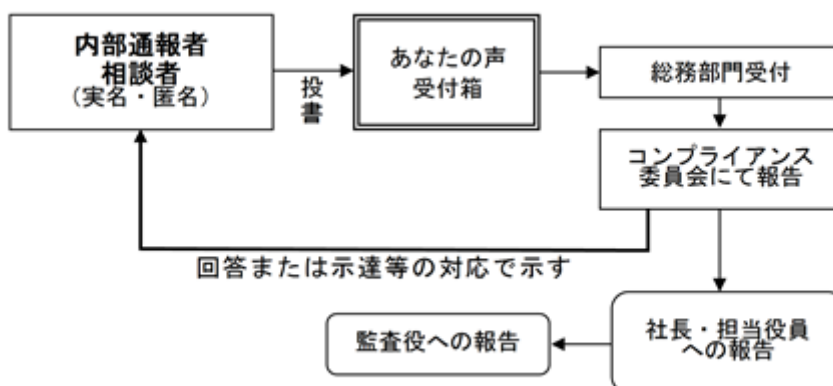 内部通報者
相談者
（実名・匿名）
投書
あなたの声
受付箱
総務部門受付
コンプライアンス
委員会にて報告
回答または示達等の対応で示す
社長・担当役員
への報告
監査役への報告